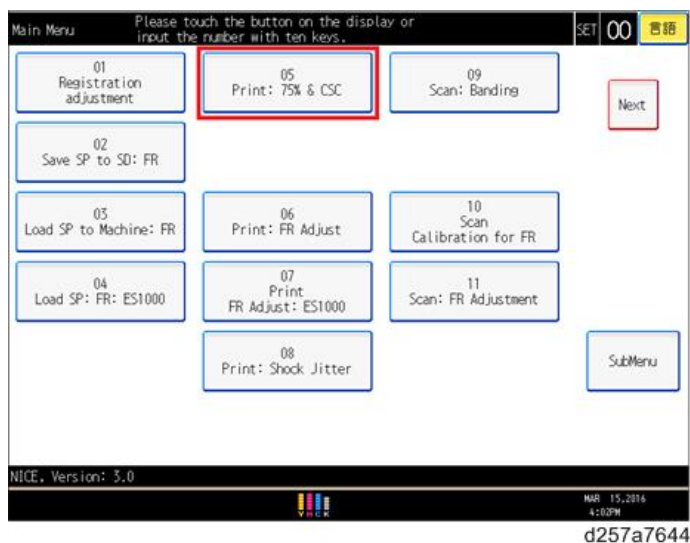 Main Menu
Please touch the button on the display or
input the number with ten keys.
SET 00 言語
01
Registration
adjustment
05
Print: 75% & CSC
09
Scan: Banding
Next
02
Save SP to SD: FR
03
Load SP to Machine: FR
06
Print: FR Adjust
10
Scan
Calibration for FR
04
Load SP: FR: ES1000
07
Print
FR Adjust: ES1000
11
Scan: FR Adjustment
08
Print: Shock Jitter
SubMenu
NICE. Version: 3.0
YMCK
MAR 15.2016
4:02PM
d257a7644